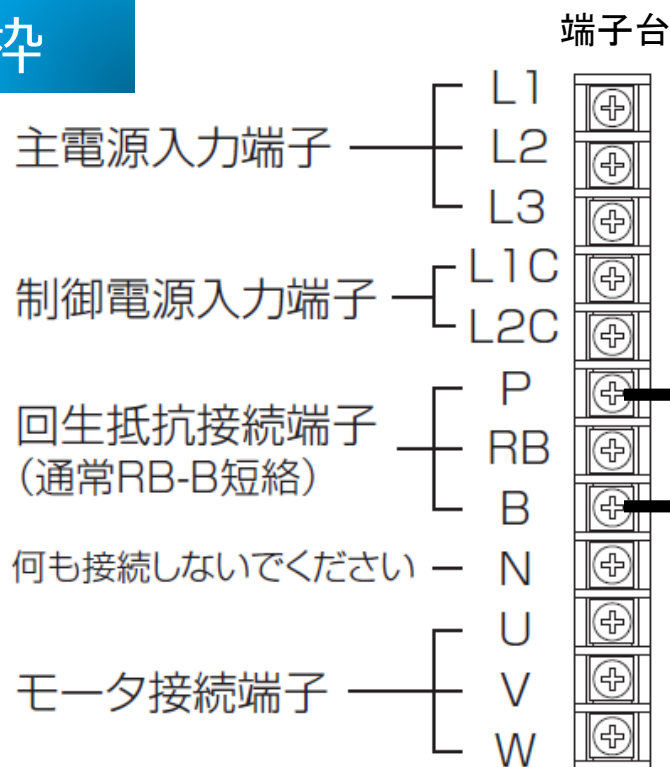 枠
端子台
主電源入力端子
L1
L2
L3
制御電源入力端子
L1C
L2C
回生抵抗接続端子
（通常RB-B短絡）
P
RB
B
何も接続しないでください
N
モータ接続端子
U
V
W